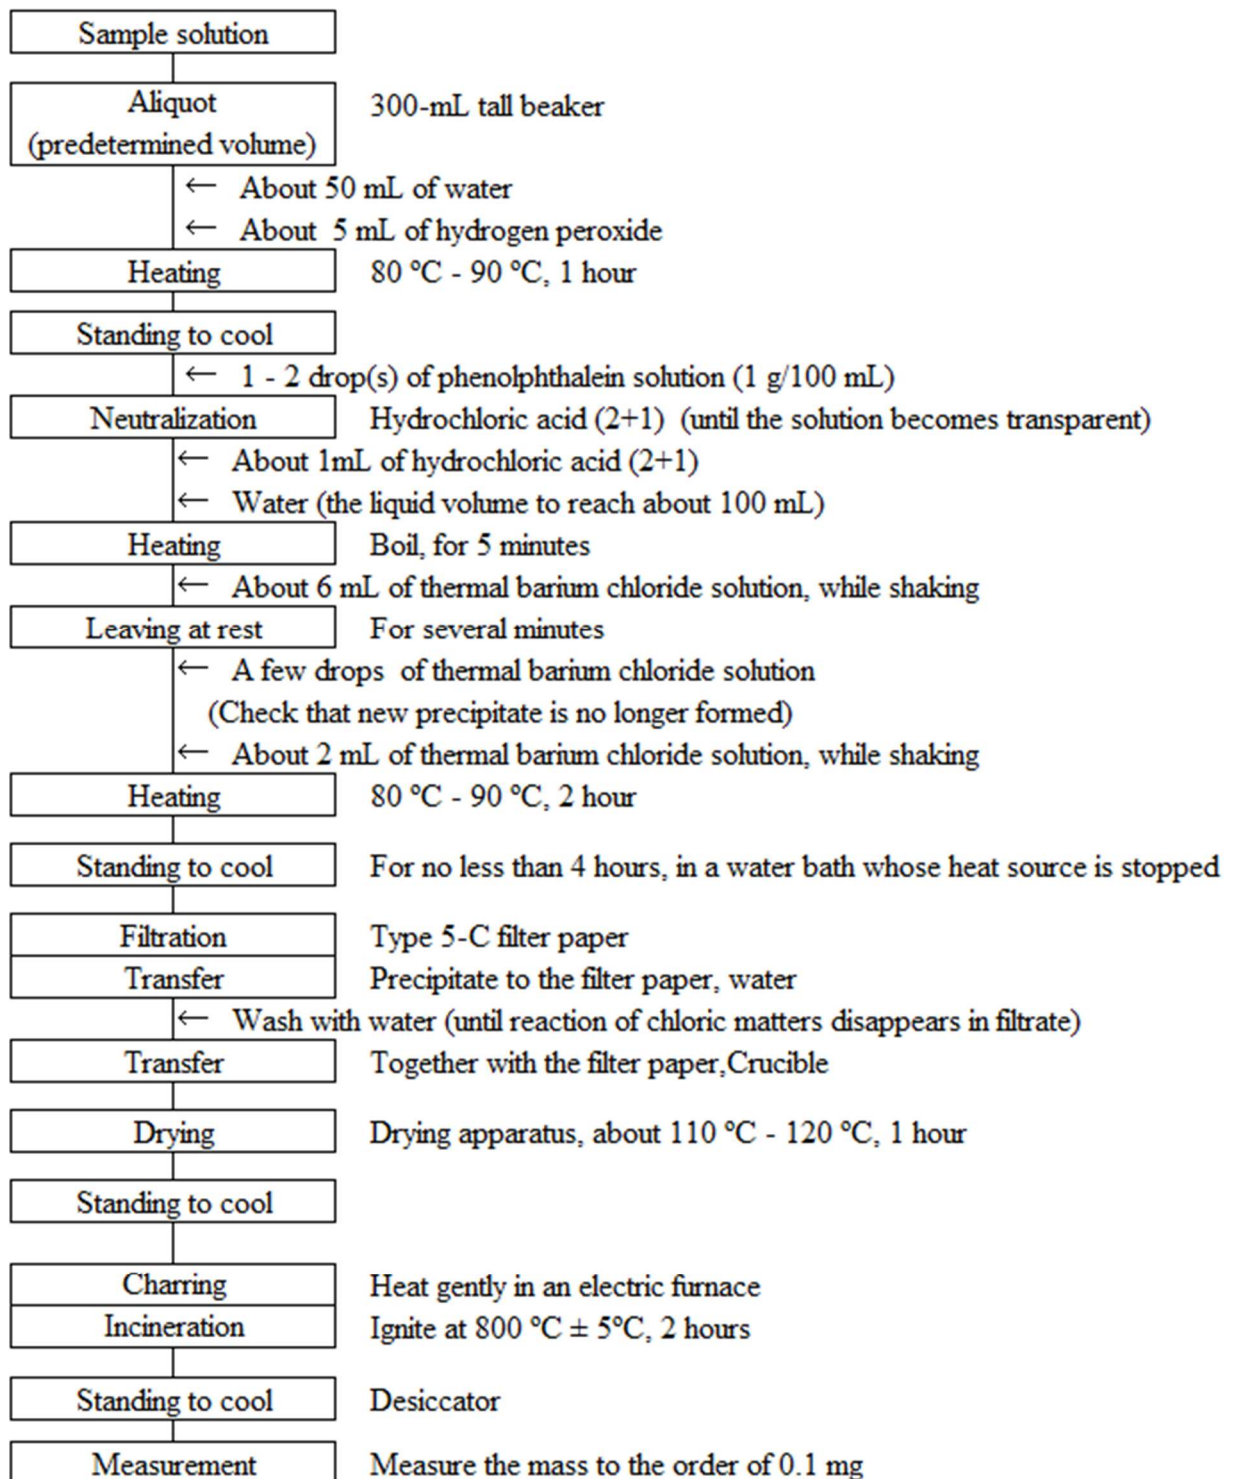 Sample solution
Aliquot 300-mL tall beaker
(predetermined volume)
← About 50 mL of water
← About  5 mL of hydrogen peroxide
Heating 80 °C - 90 °C, 1 hour
Standing to cool
← 1 - 2 drop(s) of phenolphthalein solution (1 g/100 mL)
Neutralization Hydrochloric acid (2+1)  (until the solution becomes transparent)
← About 1mL of hydrochloric acid (2+1)
← Water (the liquid volume to reach about 100 mL)
Heating Boil, for 5 minutes
← About 6 mL of thermal barium chloride solution, while shaking
Leaving at rest For several minutes
← A few drops  of thermal barium chloride solution
(Check that new precipitate is no longer formed)
← About 2 mL of thermal barium chloride solution, while shaking
Heating 80 °C - 90 °C, 2 hour
Standing to cool For no less than 4 hours, in a water bath whose heat source is stopped
Filtration Type 5-C filter paper
Transfer Precipitate to the filter paper, water
← Wash with water (until reaction of chloric matters disappears in filtrate)
Transfer Together with the filter paper,Crucible
Drying Drying apparatus, about 110 °C - 120 °C, 1 hour
Standing to cool
Charring Heat gently in an electric furnace
Incineration Ignite at 800 °C ± 5°C, 2 hours
Standing to cool Desiccator
Measurement Measure the mass to the order of 0.1 mg